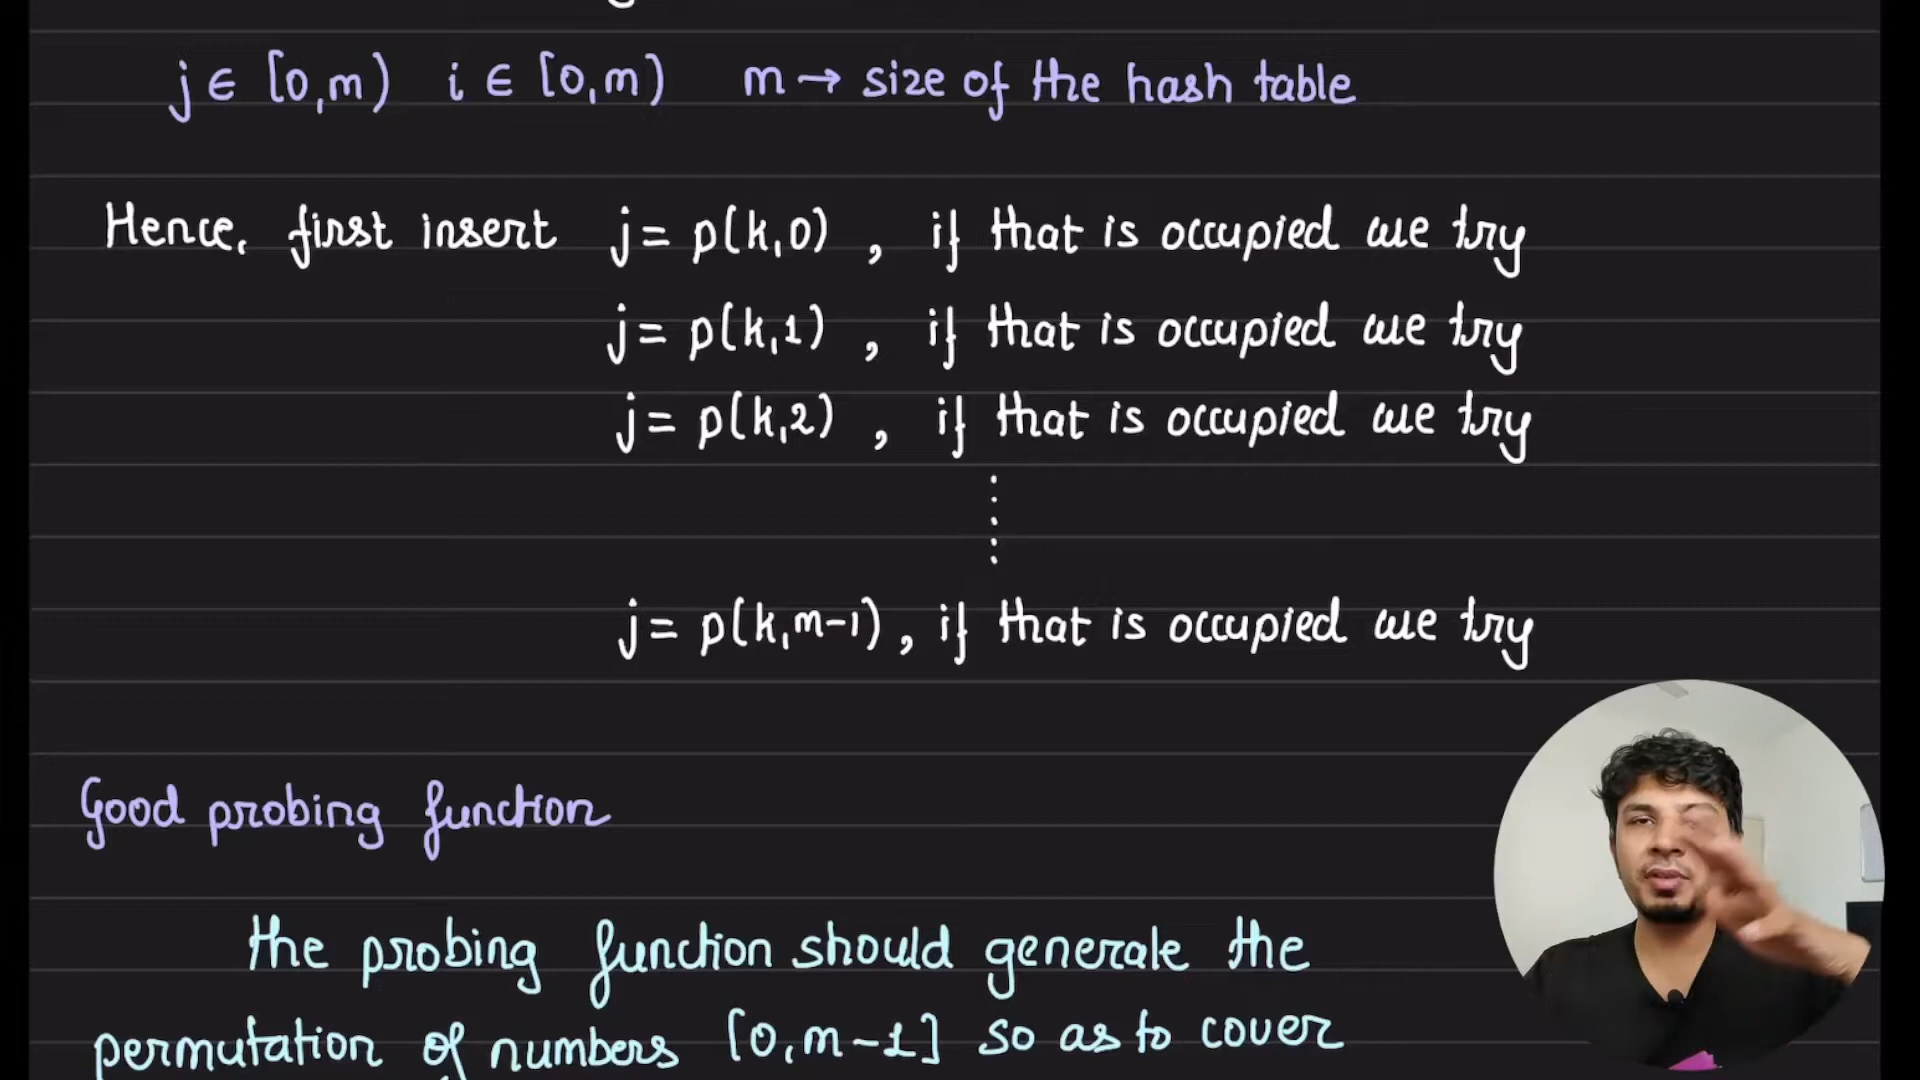 j ∈ [0,m) i ∈ [0,m) m → size of the hash table
Hence, first insert j = p(k,0) , if that is occupied we try
j = p(k,1) , if that is occupied we try
j = p(k,2) , if that is occupied we try
j = p(k,m-1) , if that is occupied we try
Good probing function
the probing function should generate the
permutation of numbers [0,m-1] so as to cover